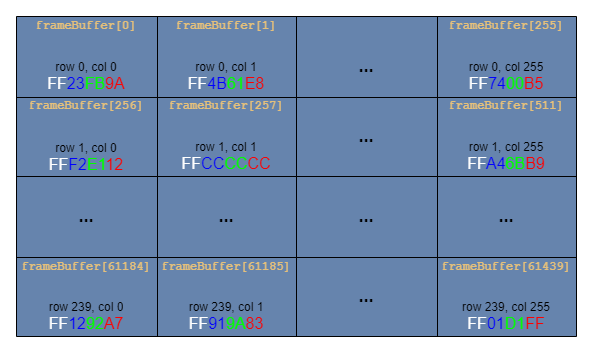 frameBuffer[0]
row 0, col 0
FF23FB9A
frameBuffer[1]
row 0, col 1
FF4B61E8
...
frameBuffer[255]
row 0, col 255
FF7400B5
frameBuffer[256]
row 1, col 0
FFF2E112
frameBuffer[257]
row 1, col 1
FFCCCCCC
...
frameBuffer[511]
row 1, col 255
FFA46BB9
...
...
...
...
frameBuffer[61184]
row 239, col 0
FF1292A7
frameBuffer[61185]
row 239, col 1
FF919A83
...
frameBuffer[61439]
row 239, col 255
FF01D1FF